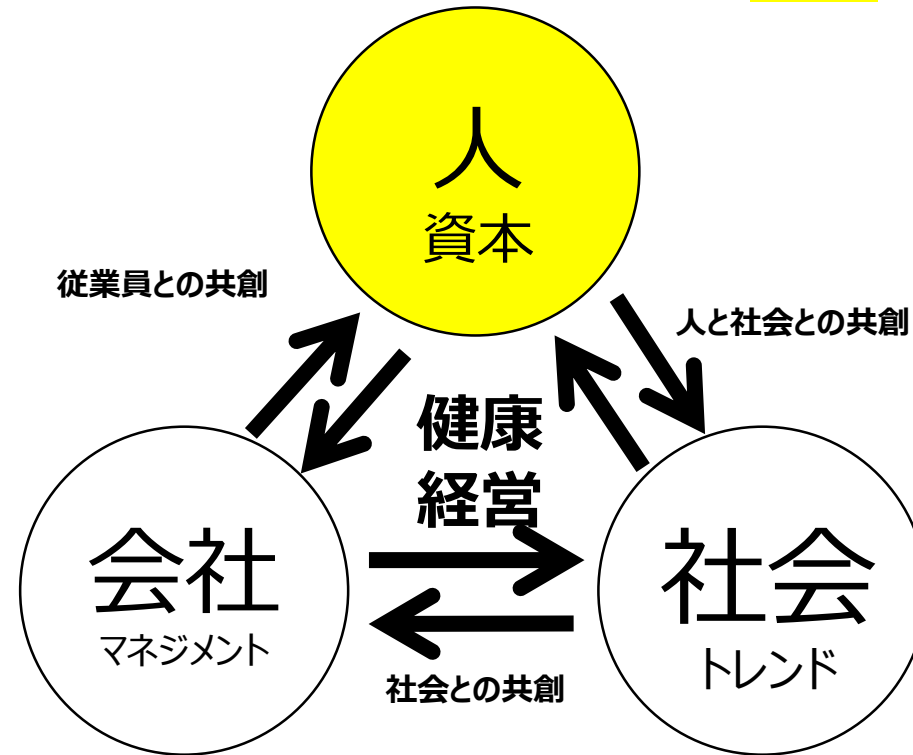 人
資本
従業員との共創
人と社会との共創
健康
経営
会社
マネジメント
社会
トレンド
社会との共創